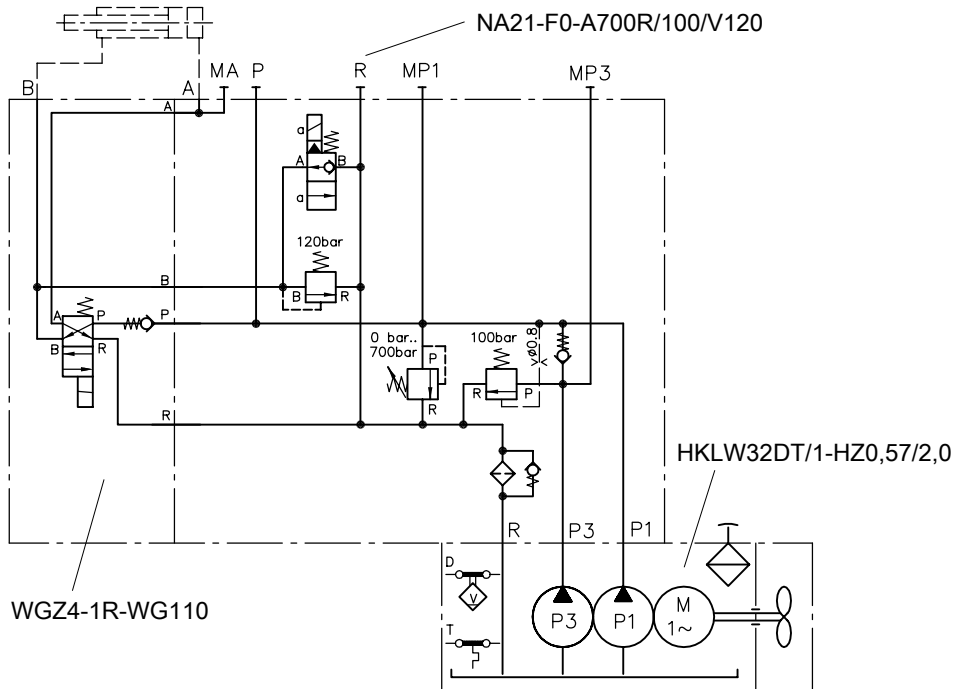 NA21-F0-A700R/100/V120
B
A
MA
P
R
MP1
MP3
A
a
A
B
a
120bar
B
B
R
A
P
P
B
R
0 bar..
700bar
P
R
100bar
R
P
>ø0.8<
R
HKLW32DT/1-HZ0,57/2,0
R
P3
P1
D
V
T
P3
P1
M
1~
WGZ4-1R-WG110